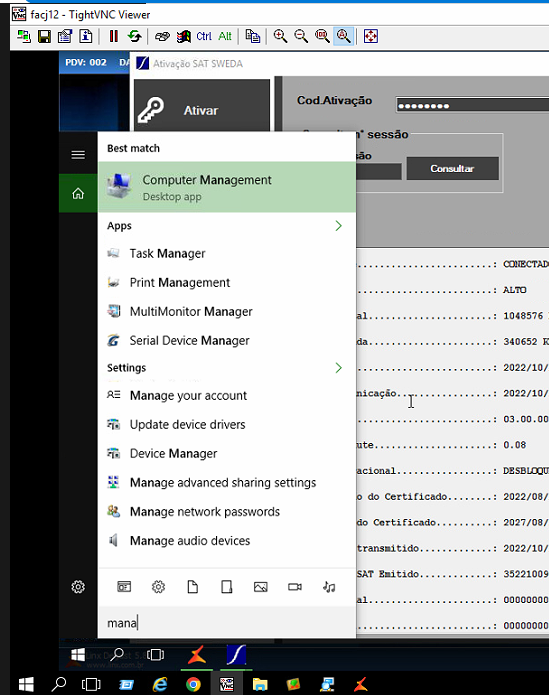 facj12 - TightVNC Viewer
Ctrl Alt
PDV: 002
Ativação SAT SWEDA
Ativar
Cod.Ativação
••••••••
n° sessão
Consultar
Best match
Computer Management
Desktop app
Apps
Task Manager
Print Management
MultiMonitor Manager
Serial Device Manager
Settings
Manage your account
Update device drivers
Device Manager
Manage advanced sharing settings
Manage network passwords
Manage audio devices
mana
........................: CONECTADO
........................: ALTO
al......................: 1048576
da......................: 340652 K
........................: 2022/10/
nicação.................: 2022/10/
........................: 03.00.00
ute.....................: 0.08
acional.................: DESBLOQU
o do Certificado........: 2022/08/
do Certificado..........: 2027/08/
transmitido.............: 2022/10/
SAT Emitido.............: 35221009
al......................: 00000000
........................: 00000000